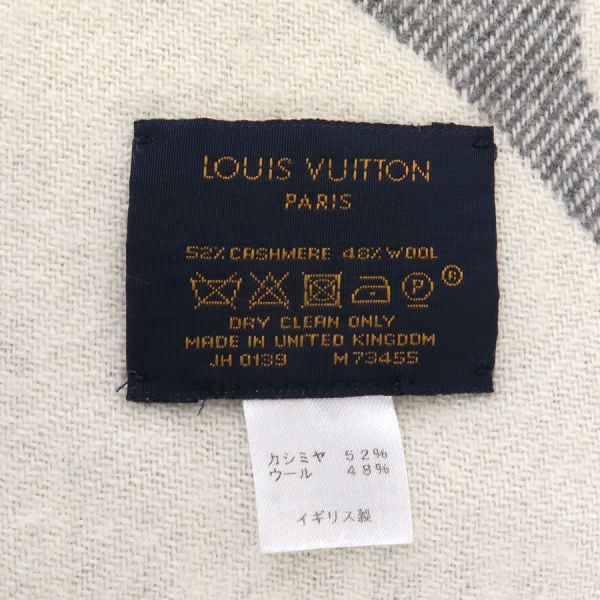 LOUIS VUITTON
PARIS
52% CASHMERE 48% WOOL
P ®
DRY CLEAN ONLY
MADE IN UNITED KINGDOM
JH 0139 M73455
カシミヤ 52%
ウール 48%
イギリス製